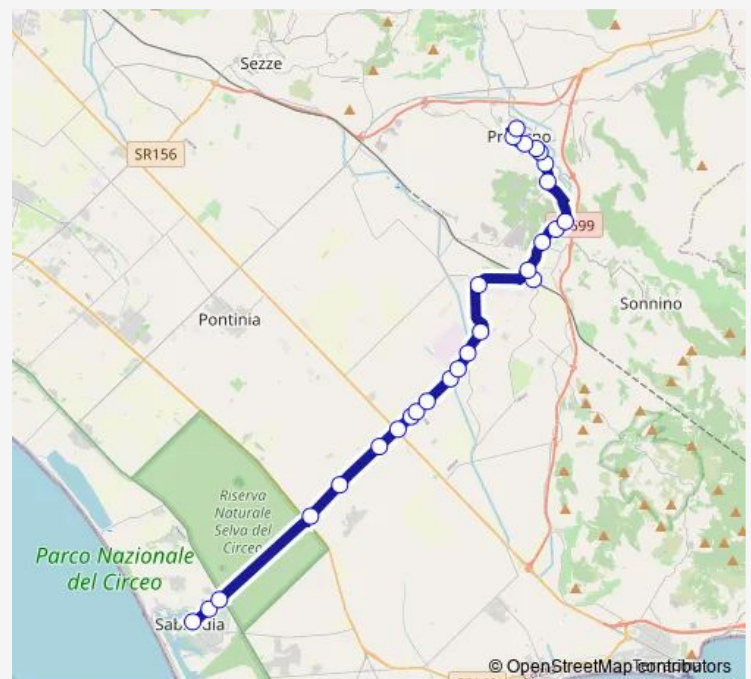 Sezze
SR156
Sonnino
Pontinia
Riserva
Naturale
Selva del
Parco Nazionale
del Circeo
© OpenStreetMap contributors